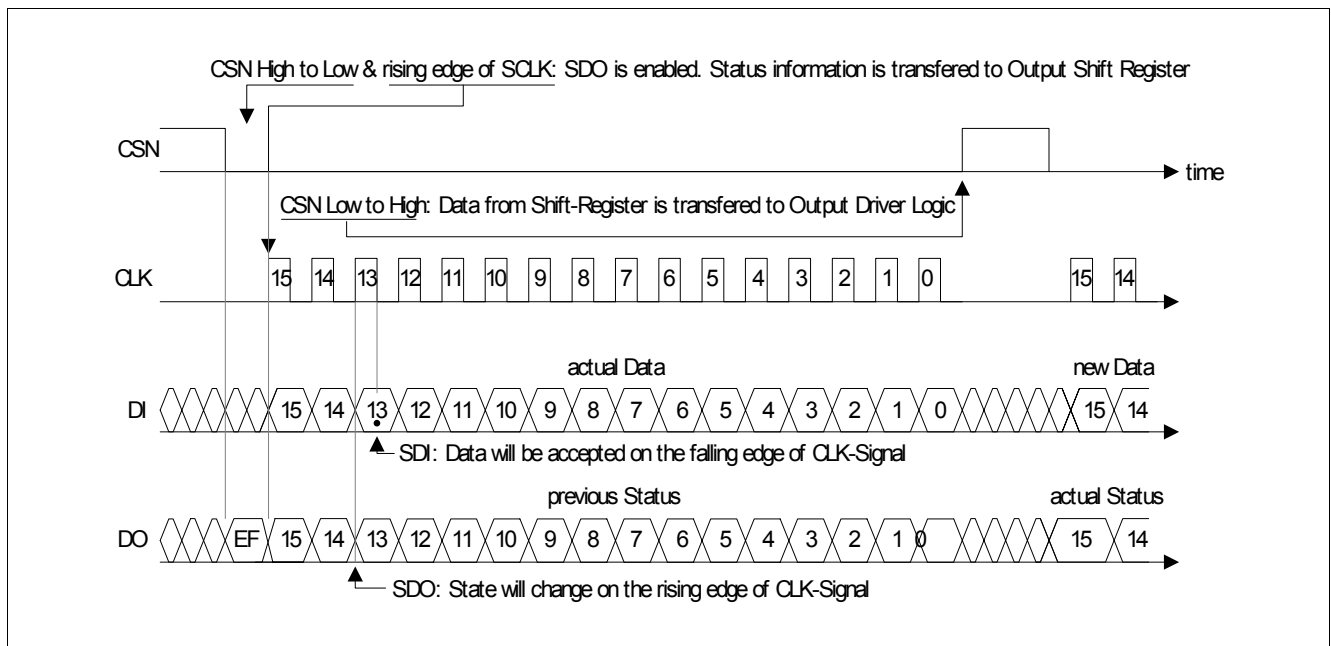 CSN High to Low & rising edge of SCLK: SDO is enabled. Status information is transfered to Output Shift Register
CSN
time
CSN Low to High: Data from Shift-Register is transfered to Output Driver Logic
CLK
15 14 13 12 11 10 9 8 7 6 5 4 3 2 1 0 15 14
actual Data new Data
DI 15 14 13 12 11 10 9 8 7 6 5 4 3 2 1 0 15 14
SDI: Data will be accepted on the falling edge of CLK-Signal
previous Status actual Status
DO EF 15 14 13 12 11 10 9 8 7 6 5 4 3 2 1 0 15 14
SDO: State will change on the rising edge of CLK-Signal